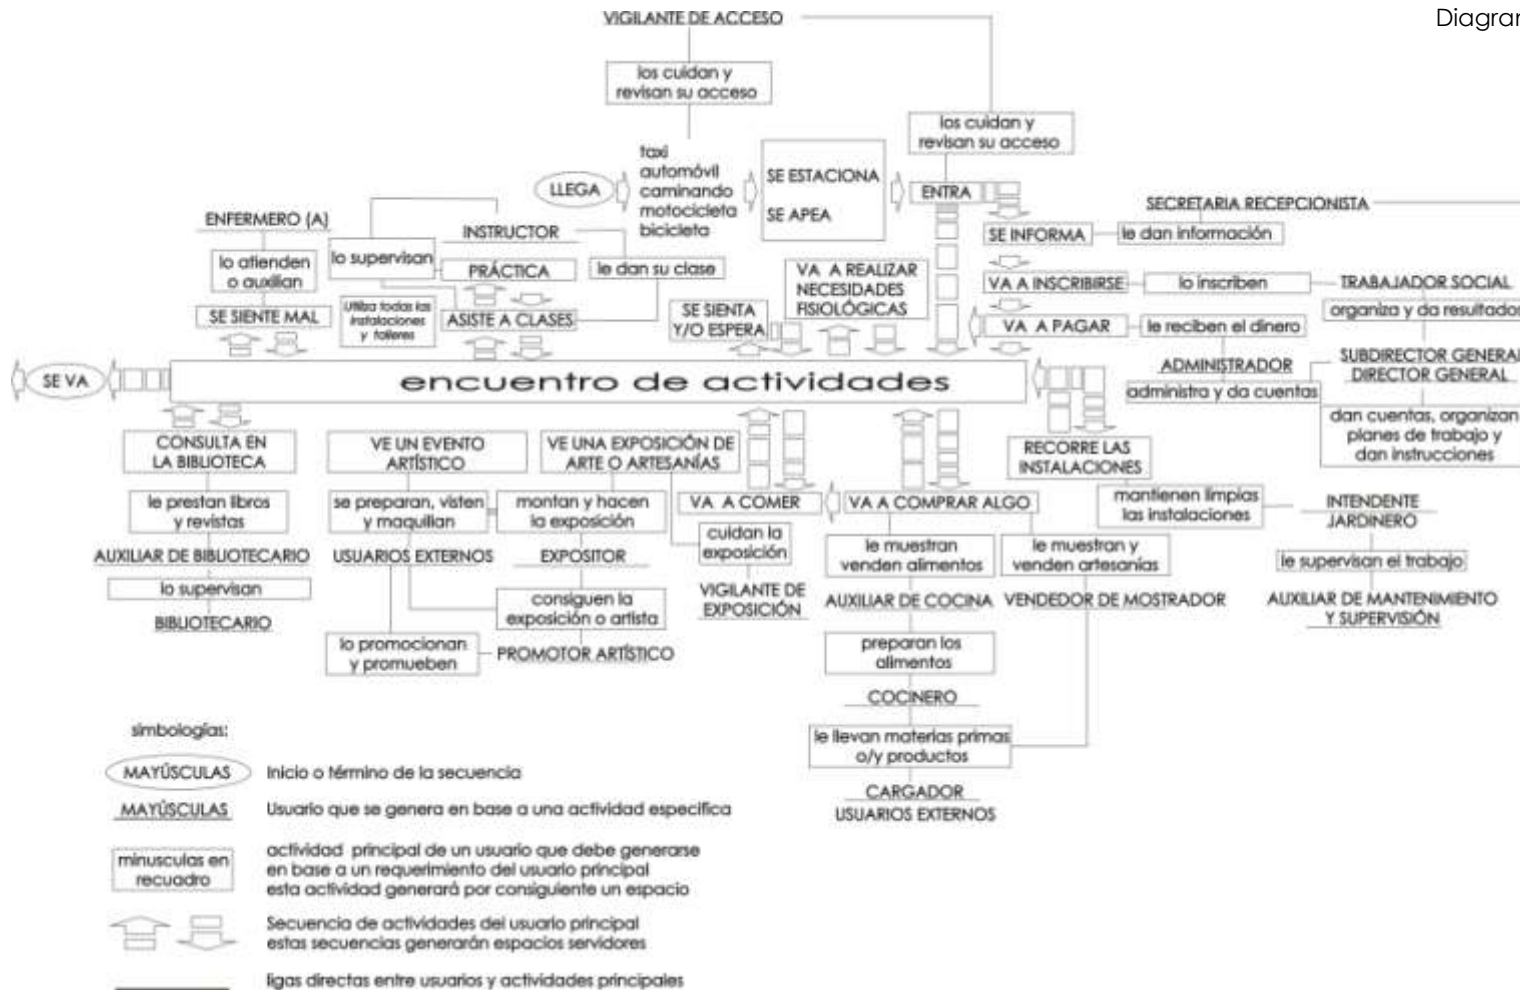 VIGILANTE DE ACCESO
Diagrar
los cuidan y
revisan su acceso
los cuidan y
revisan su acceso
LLEGA
taxi
automóvil
caminando
motocicleta
bicicleta
SE ESTACIONA
SE APEA
ENTRA
SECRETARIA RECEPCIONISTA
SE INFORMA
le dan información
ENFERMERO (A)
lo atienden
o auxilian
SE SIENTE MAL
lo supervisan
INSTRUCTOR
PRÁCTICA
le dan su clase
Utiliza todas las
instalaciones
y talleres
ASISTE A CLASES
SE SIENTA
Y/O ESPERA
VA A REALIZAR
NECESIDADES
FISIOLÓGICAS
VA A INSCRIBIRSE
lo inscriben
TRABAJADOR SOCIAL
organiza y da resultados
VA A PAGAR
le reciben el dinero
ADMINISTRADOR
administra y da cuentas
SUBDIRECTOR GENERAL
DIRECTOR GENERAL
dan cuentas, organizan
planes de trabajo y
dan instrucciones
SE VA
encuentro de actividades
CONSULTA EN
LA BIBLIOTECA
le prestan libros
y revistas
AUXILIAR DE BIBLIOTECARIO
lo supervisan
BIBLIOTECARIO
VE UN EVENTO
ARTÍSTICO
se preparan, visten
y maquillan
USUARIOS EXTERNOS
lo promocionan
y promueben
VE UNA EXPOSICIÓN DE
ARTE O ARTESANÍAS
montan y hacen
la exposición
EXPOSITOR
consiguen la
exposición o artista
PROMOTOR ARTÍSTICO
VA A COMER
cuidan la
exposición
VIGILANTE DE
EXPOSICIÓN
VA A COMPRAR ALGO
le muestran
venden alimentos
AUXILIAR DE COCINA
preparan los
alimentos
COCINERO
le llevan materias primas
o/y productos
CARGADOR
USUARIOS EXTERNOS
le muestran y
venden artesanías
VENDEDOR DE MOSTRADOR
RECORRE LAS
INSTALACIONES
mantienen limpias
las instalaciones
INTENDENTE
JARDINERO
le supervisan el trabajo
AUXILIAR DE MANTENIMIENTO
Y SUPERVISIÓN
simbologías:
MAYÚSCULAS
Inicio o término de la secuencia
MAYÚSCULAS
Usuario que se genera en base a una actividad especifica
minusculas en
recuadro
actividad principal de un usuario que debe generarse
en base a un requerimiento del usuario principal
esta actividad generará por consiguiente un espacio
Secuencia de actividades del usuario principal
estas secuencias generarán espacios servidores
ligas directas entre usuarios y actividades principales